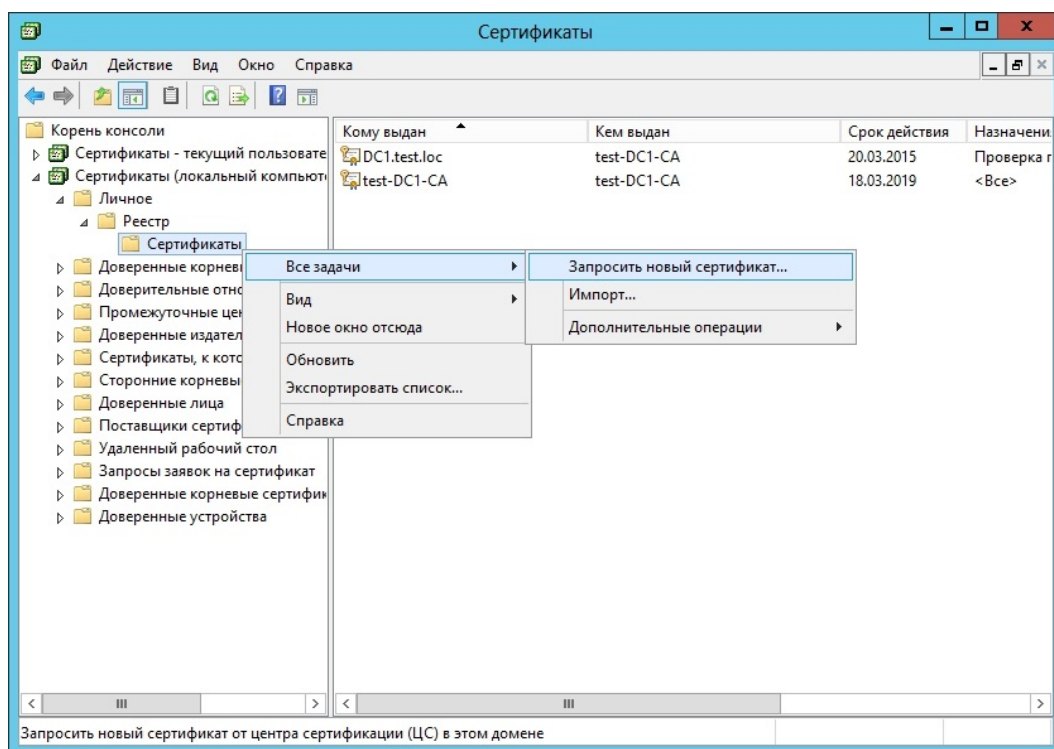 Сертификаты
Файл Действие Вид Окно Справка
Корень консоли
Сертификаты - текущий пользовате
Сертификаты (локальный компьюте
Личное
Реестр
Сертификаты
Доверенные корневы
Доверительные отно
Промежуточные цен
Доверенные издател
Сертификаты, к кото
Сторонние корневы
Доверенные лица
Поставщики сертиф
Удаленный рабочий стол
Запросы заявок на сертификат
Доверенные корневые сертифик
Доверенные устройства
Кому выдан Кем выдан Срок действия Назначени
DC1.test.loc test-DC1-CA 20.03.2015 Проверка п
test-DC1-CA test-DC1-CA 18.03.2019 <Все>
Все задачи
Вид
Новое окно отсюда
Обновить
Экспортировать список...
Справка
Запросить новый сертификат...
Импорт...
Дополнительные операции
Запросить новый сертификат от центра сертификации (ЦС) в этом домене